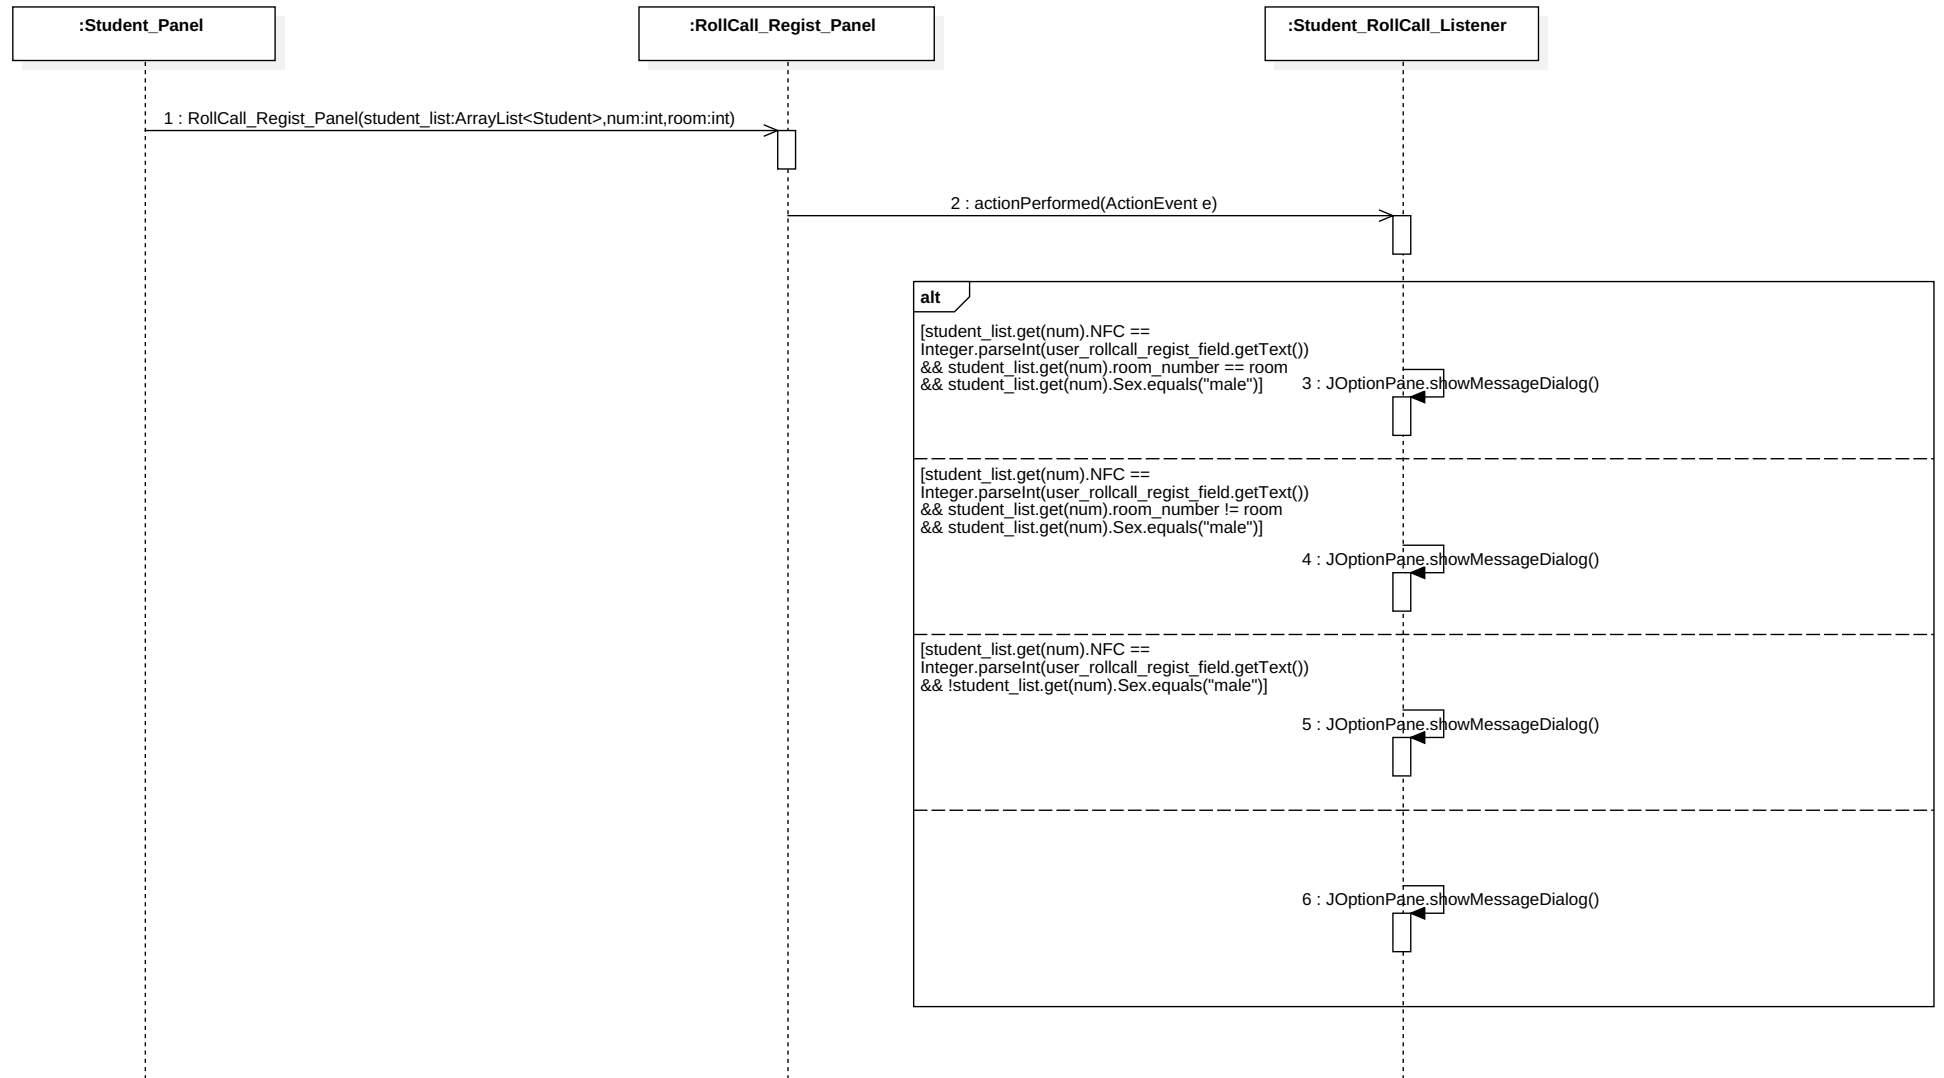 :Student_Panel
:RollCall_Regist_Panel
:Student_RollCall_Listener
1 : RollCall_Regist_Panel(student_list:ArrayList<Student>,num:int,room:int)
2 : actionPerformed(ActionEvent e)
alt
[student_list.get(num).NFC ==
Integer.parseInt(user_rollcall_regist_field.getText())
&& student_list.get(num).room_number == room
&& student_list.get(num).Sex.equals("male")]
3 : JOptionPane.showMessageDialog()
[student_list.get(num).NFC ==
Integer.parseInt(user_rollcall_regist_field.getText())
&& student_list.get(num).room_number != room
&& student_list.get(num).Sex.equals("male")]
4 : JOptionPane.showMessageDialog()
[student_list.get(num).NFC ==
Integer.parseInt(user_rollcall_regist_field.getText())
&& !student_list.get(num).Sex.equals("male")]
5 : JOptionPane.showMessageDialog()
6 : JOptionPane.showMessageDialog()